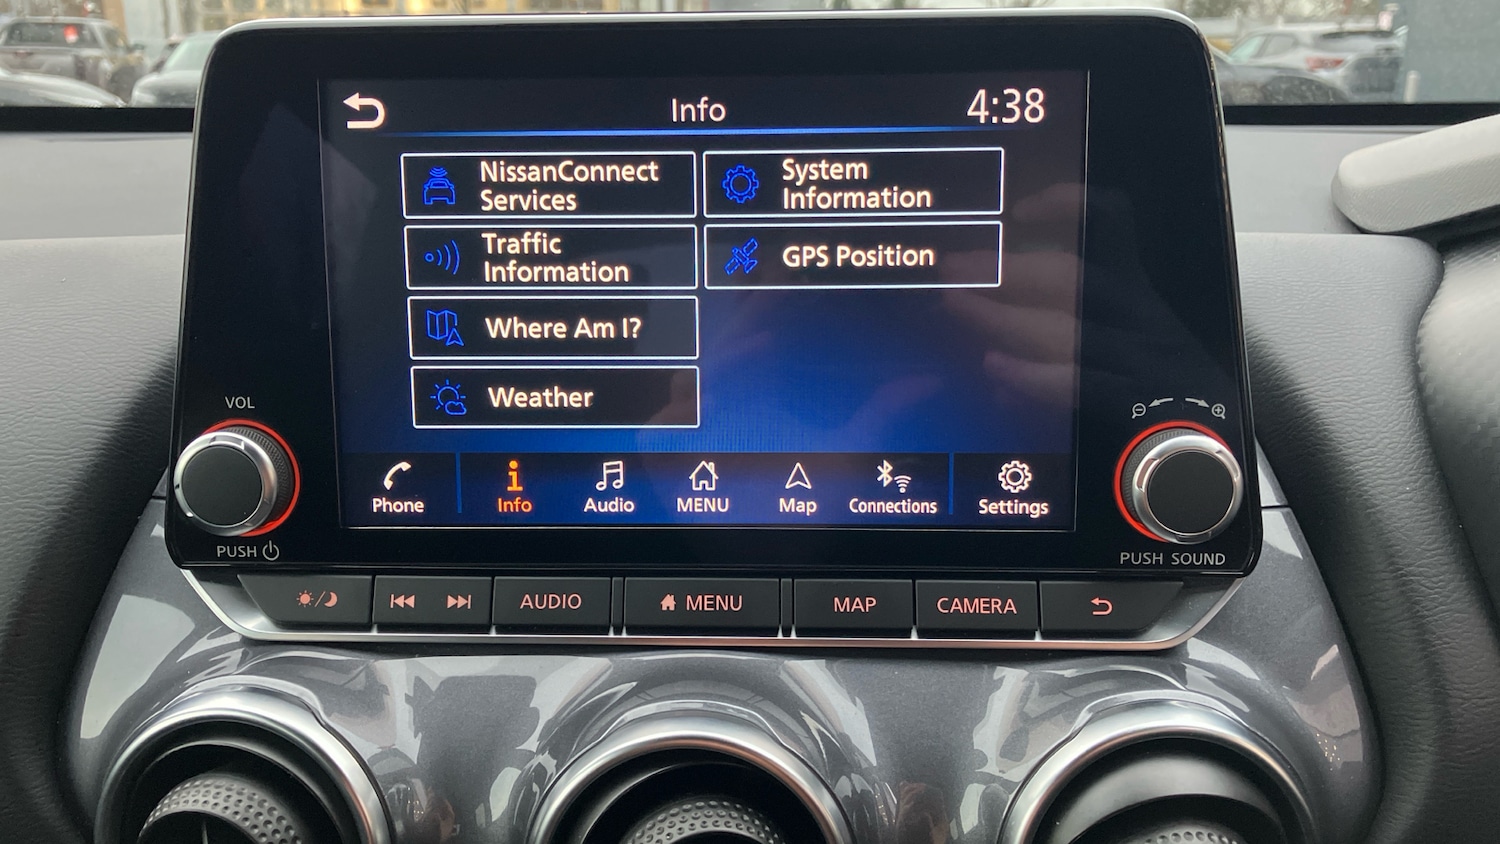 Info
4:38
NissanConnect
Services
System
Information
Traffic
Information
GPS Position
Where Am I?
Weather
VOL
PUSH
Phone
Info
Audio
MENU
Map
Connections
Settings
PUSH SOUND
AUDIO
MENU
MAP
CAMERA